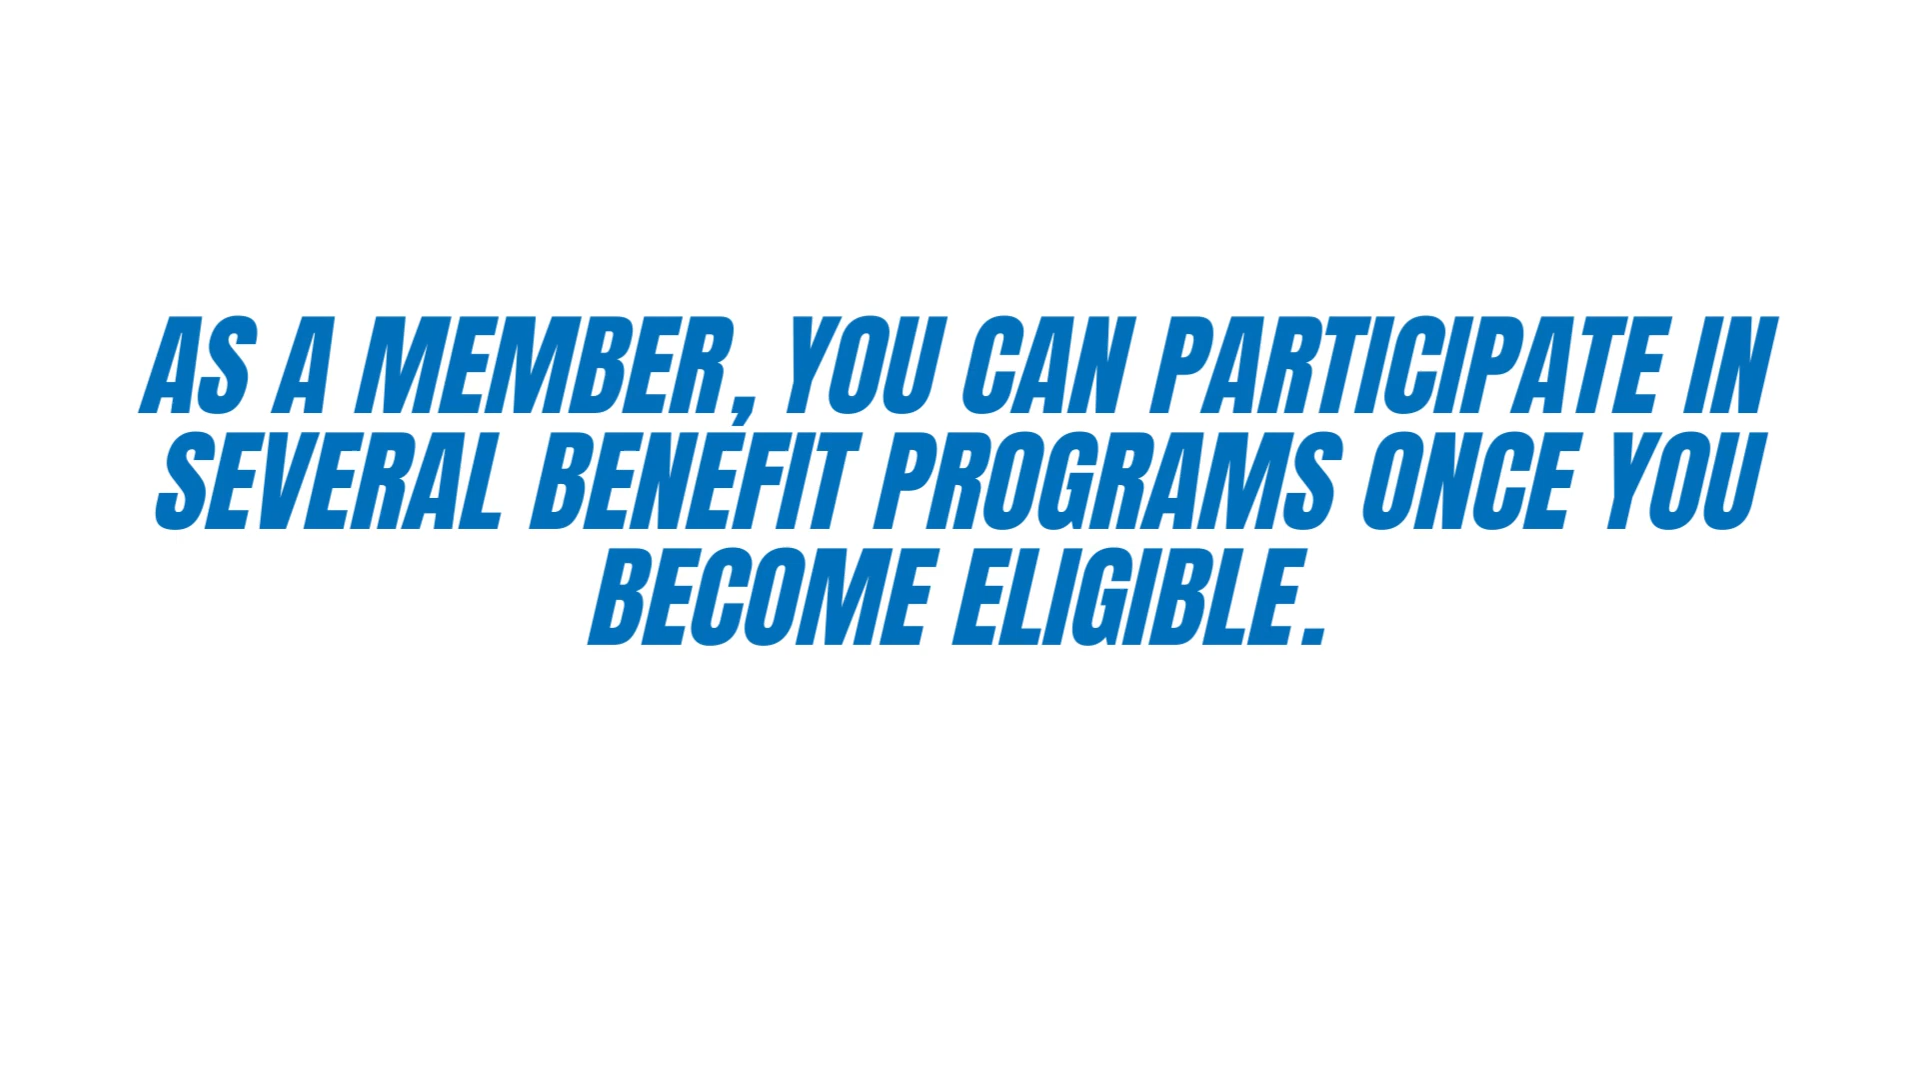 AS A MEMBER, YOU CAN PARTICIPATE IN
SEVERAL BENEFIT PROGRAMS ONCE YOU
BECOME ELIGIBLE.